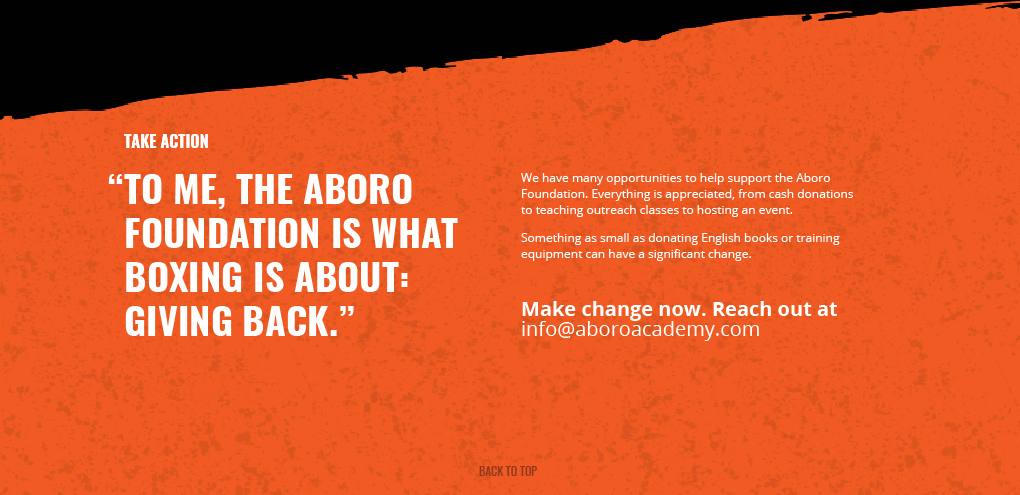 TAKE ACTION
“TO ME, THE ABORO
FOUNDATION IS WHAT
BOXING IS ABOUT:
GIVING BACK.”
We have many opportunities to help support the Aboro
Foundation. Everything is appreciated, from cash donations
to teaching outreach classes to hosting an event.
Something as small as donating English books or training
equipment can have a significant change.
Make change now. Reach out at
info@aboroacademy.com
BACK TO TOP